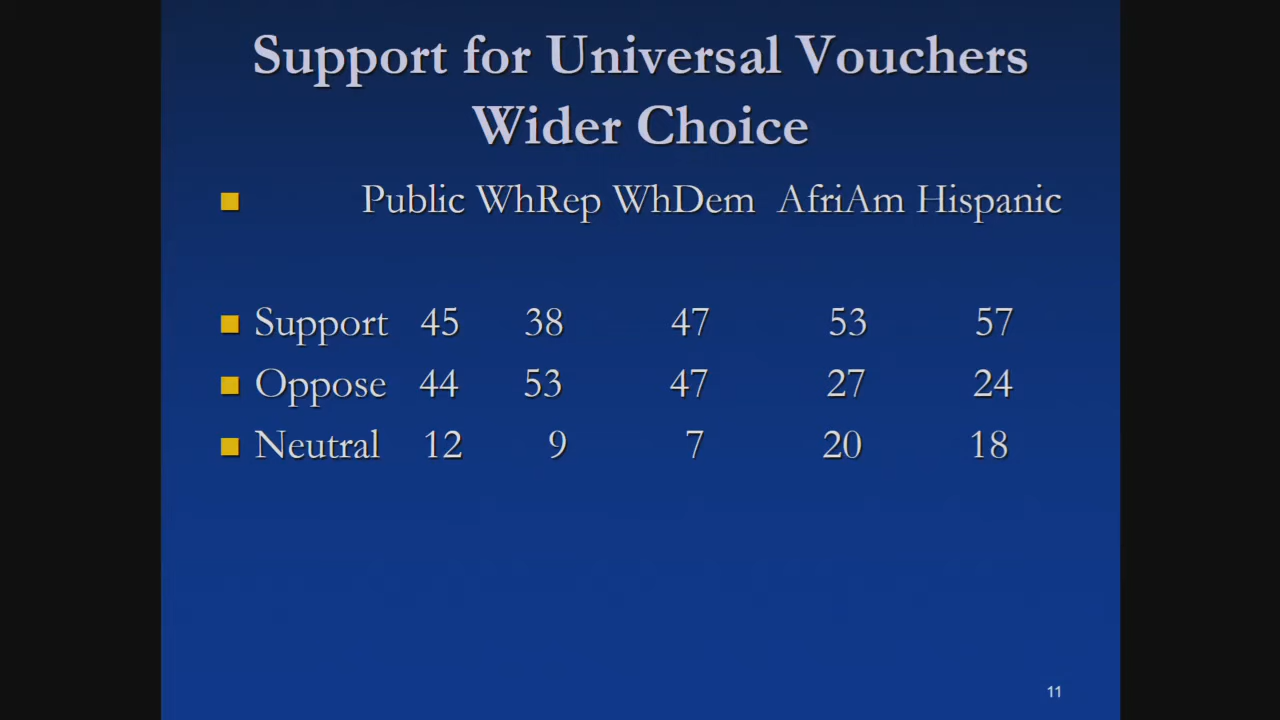 Support for Universal Vouchers
Wider Choice
Public WhRep WhDem AfriAm Hispanic
Support 45 38 47 53 57
Oppose 44 53 47 27 24
Neutral 12 9 7 20 18
11